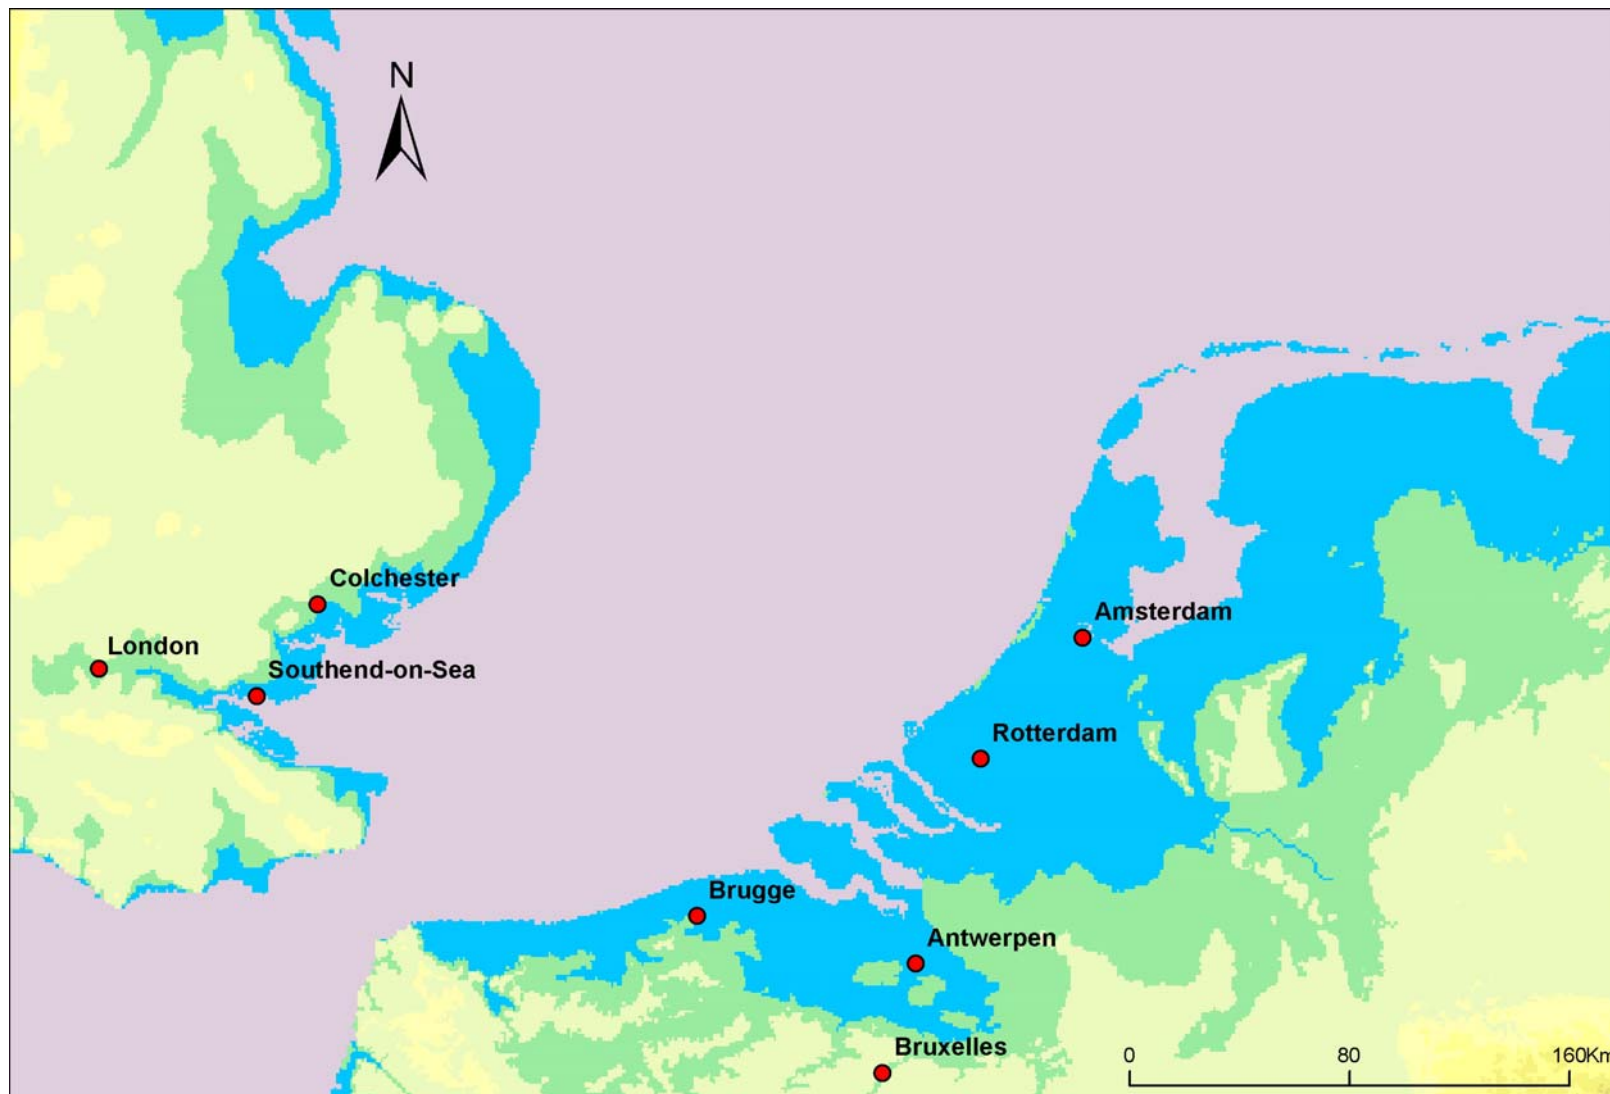 N
Colchester
London
Southend-on-Sea
Amsterdam
Rotterdam
Brugge
Antwerpen
Bruxelles
0 80 160Km